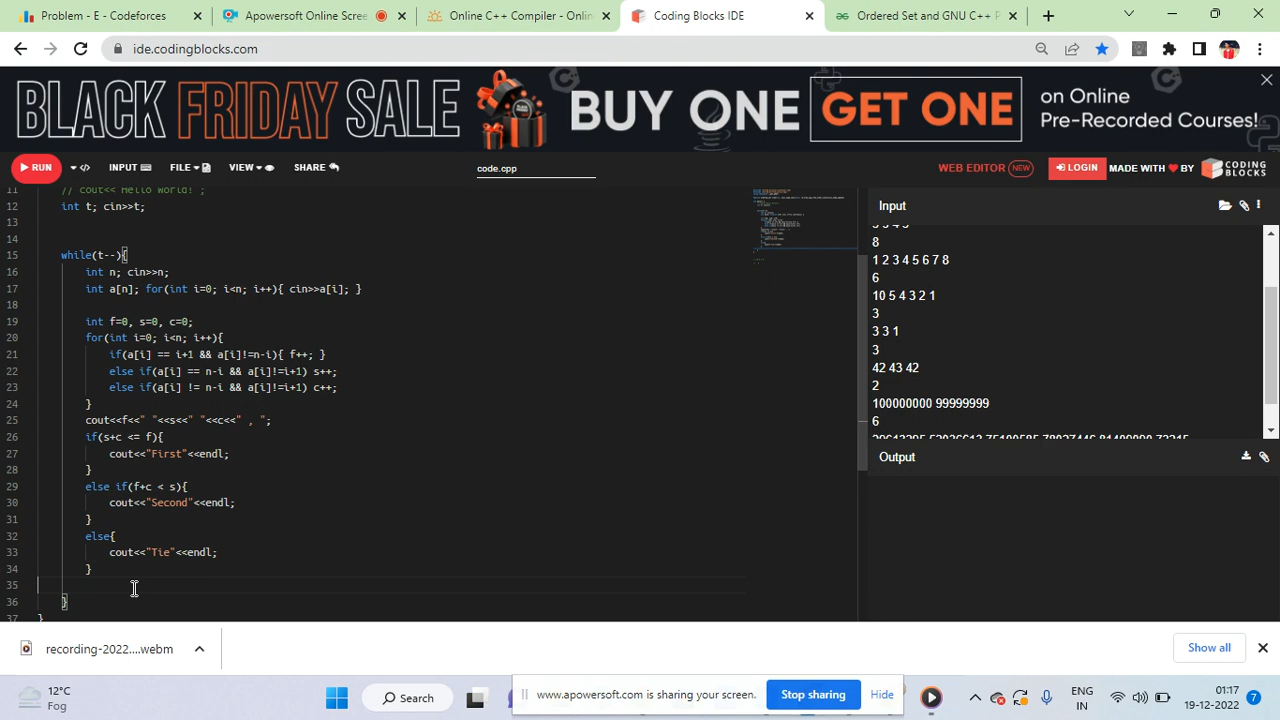 Problem - E - Codeforces
Apowersoft Online Scree
Online C++ Compiler - Onlin
Coding Blocks IDE
Ordered Set and GNU C++ P
ide.codingblocks.com
BLACK FRIDAY SALE
BUY ONE GET ONE
on Online
Pre-Recorded Courses!
RUN
INPUT
FILE
VIEW
SHARE
code.cpp
WEB EDITOR NEW
LOGIN
MADE WITH ♥ BY
CODING
BLOCKS
11 // cout<<"Hello World!";
12 int t; cin>>t;
13
14
15 while(t--){
16 int n; cin>>n;
17 int a[n]; for(int i=0; i<n; i++){ cin>>a[i]; }
18
19 int f=0, s=0, c=0;
20 for(int i=0; i<n; i++){
21 if(a[i] == i+1 && a[i]!=n-i){ f++; }
22 else if(a[i] == n-i && a[i]!=i+1) s++;
23 else if(a[i] != n-i && a[i]!=i+1) c++;
24 }
25 cout<<f<<" "<<s<<" "<<c<<" , ";
26 if(s+c <= f){
27 cout<<"First"<<endl;
28 }
29 else if(f+c < s){
30 cout<<"Second"<<endl;
31 }
32 else{
33 cout<<"Tie"<<endl;
34 }
35
36 }
37 }
Input
8
1 2 3 4 5 6 7 8
6
10 5 4 3 2 1
3
3 3 1
3
42 43 42
2
100000000 99999999
6
Output
recording-2022....webm
Show all
12°C
Fog
Search
www.apowersoft.com is sharing your screen.
Stop sharing
Hide
ENG
IN
01:17
19-12-2022
7